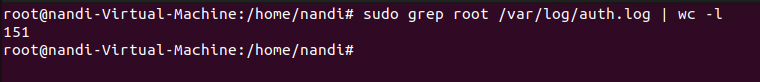 root@nandi-Virtual-Machine:/home/nandi# sudo grep root /var/log/auth.log | wc -l
151
root@nandi-Virtual-Machine:/home/nandi#